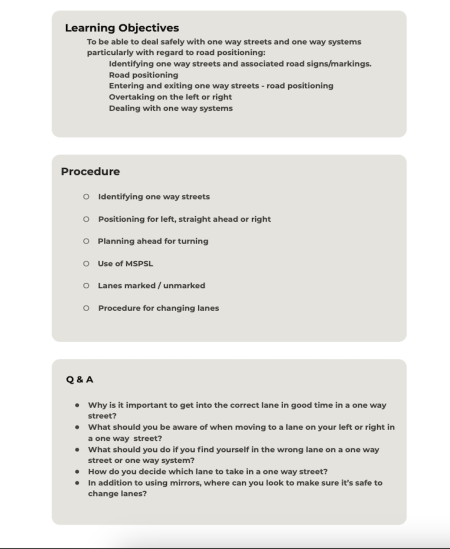 Learning Objectives
To be able to deal safely with one way streets and one way systems
particularly with regard to road positioning:
Identifying one way streets and associated road signs/markings.
Road positioning
Entering and exiting one way streets - road positioning
Overtaking on the left or right
Dealing with one way systems
Procedure
Identifying one way streets
Positioning for left, straight ahead or right
Planning ahead for turning
Use of MSPSL
Lanes marked / unmarked
Procedure for changing lanes
Q & A
Why is it important to get into the correct lane in good time in a one way
street?
What should you be aware of when moving to a lane on your left or right in
a one way street?
What should you do if you find yourself in the wrong lane on a one way
street or one way system?
How do you decide which lane to take in a one way street?
In addition to using mirrors, where can you look to make sure it's safe to
change lanes?